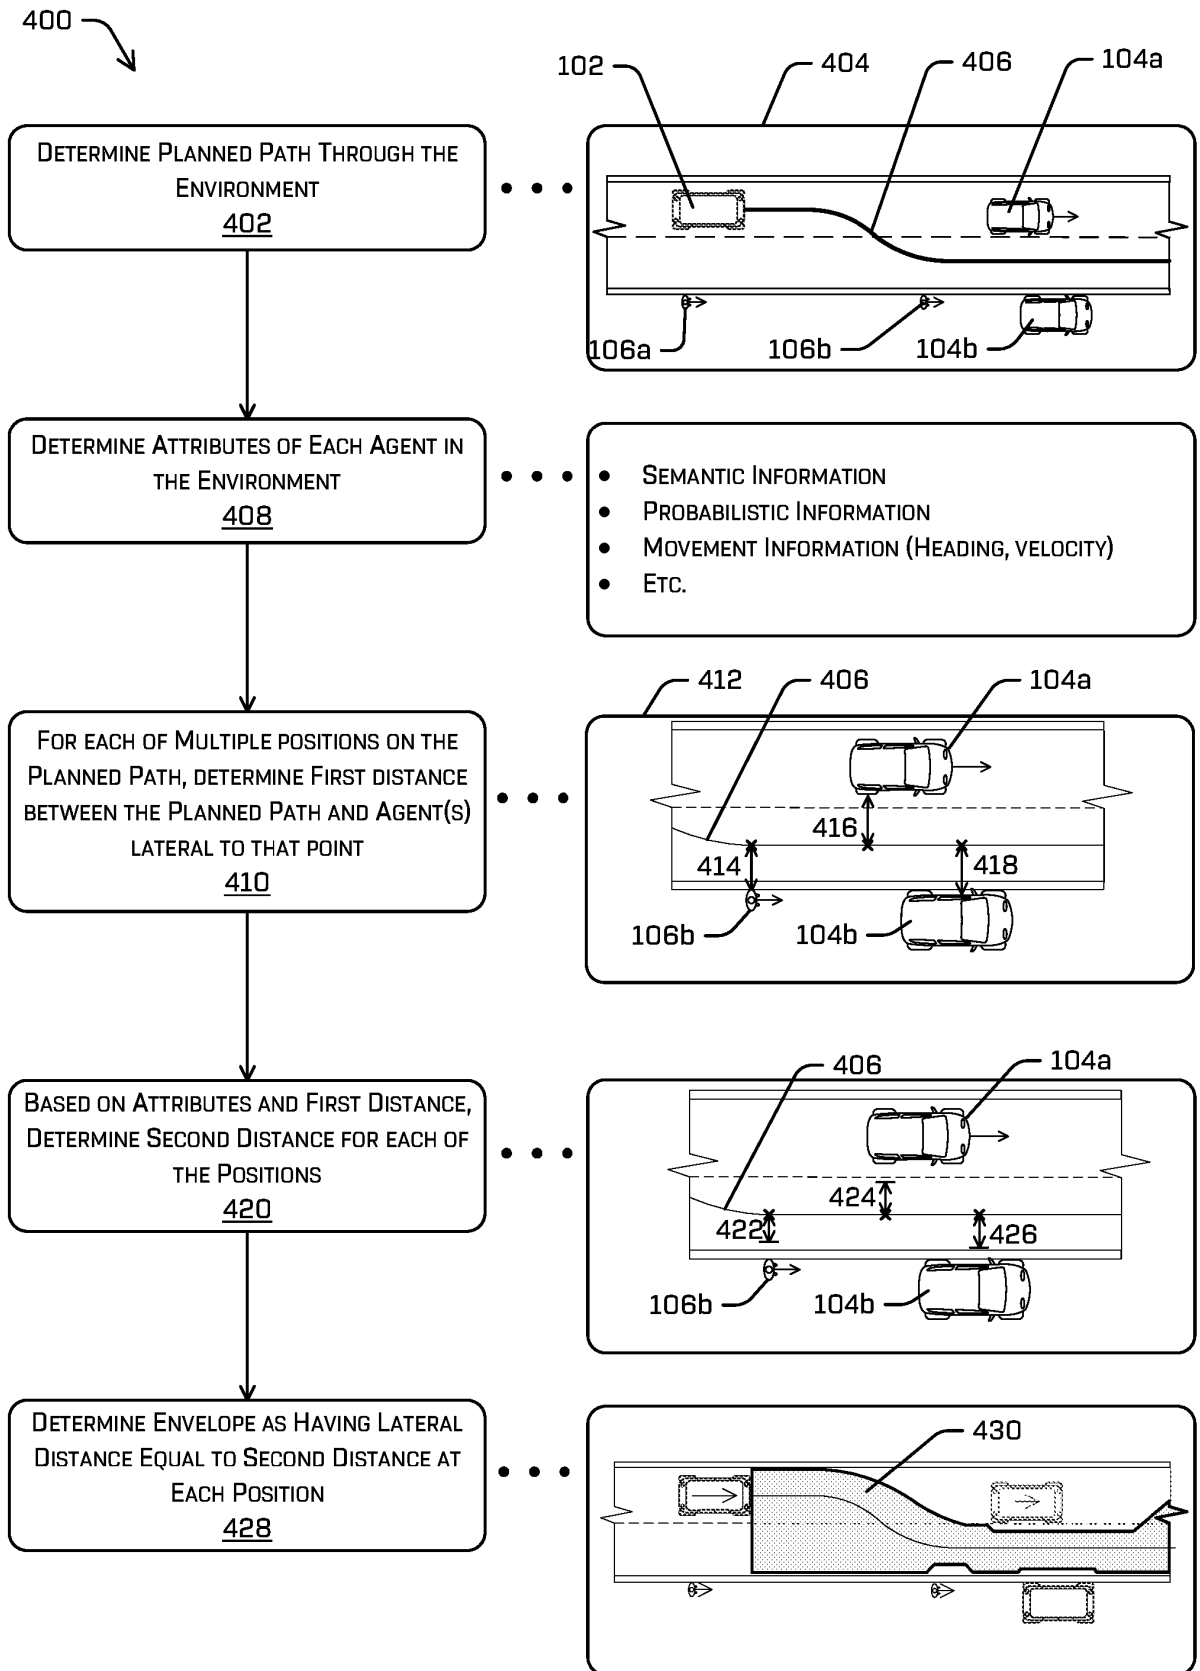 400
102
404
406
104a
DETERMINE PLANNED PATH THROUGH THE
ENVIRONMENT
402
106a
106b
104b
DETERMINE ATTRIBUTES OF EACH AGENT IN
THE ENVIRONMENT
408
• SEMANTIC INFORMATION
• PROBABILISTIC INFORMATION
• MOVEMENT INFORMATION (HEADING, VELOCITY)
• ETC.
412
406
104a
FOR EACH OF MULTIPLE POSITIONS ON THE
PLANNED PATH, DETERMINE FIRST DISTANCE
BETWEEN THE PLANNED PATH AND AGENT(S)
LATERAL TO THAT POINT
410
416
414
418
106b
104b
406
104a
BASED ON ATTRIBUTES AND FIRST DISTANCE,
DETERMINE SECOND DISTANCE FOR EACH OF
THE POSITIONS
420
424
422
426
106b
104b
DETERMINE ENVELOPE AS HAVING LATERAL
DISTANCE EQUAL TO SECOND DISTANCE AT
EACH POSITION
428
430